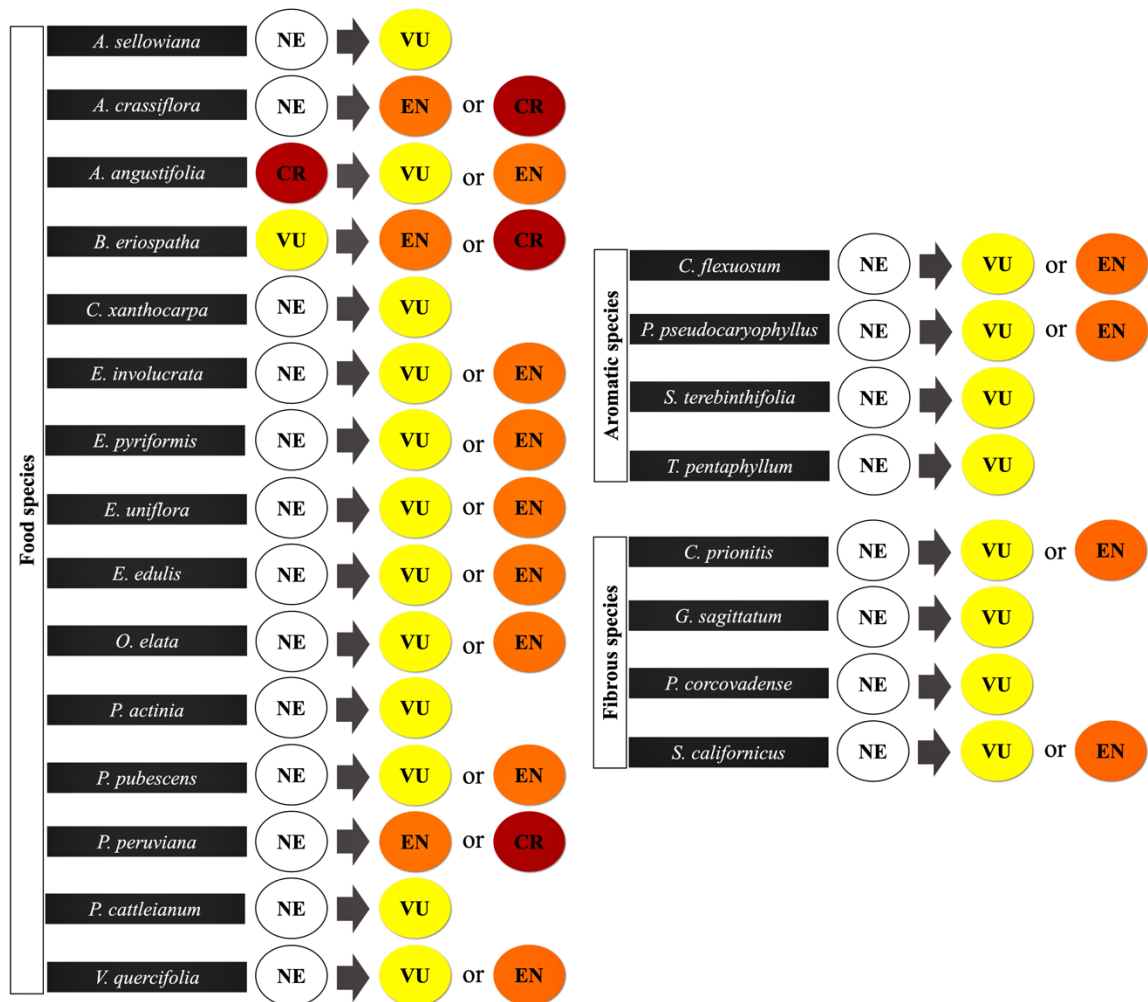 Food species
A. sellowiana NE VU
A. crassiflora NE EN or CR
A. angustifolia CR VU or EN
B. eriospatha VU EN or CR
C. xanthocarpa NE VU
E. involucrata NE VU or EN
E. pyriformis NE VU or EN
E. uniflora NE VU or EN
E. edulis NE VU or EN
O. elata NE VU or EN
P. actinia NE VU
P. pubescens NE VU or EN
P. peruviana NE EN or CR
P. cattleianum NE VU
V. quercifolia NE VU or EN
Aromatic species
C. flexuosum NE VU or EN
P. pseudocaryophyllus NE VU or EN
S. terebinthifolia NE VU
T. pentaphyllum NE VU
Fibrous species
C. prionitis NE VU or EN
G. sagittatum NE VU
P. corcovadense NE VU
S. californicus NE VU or EN